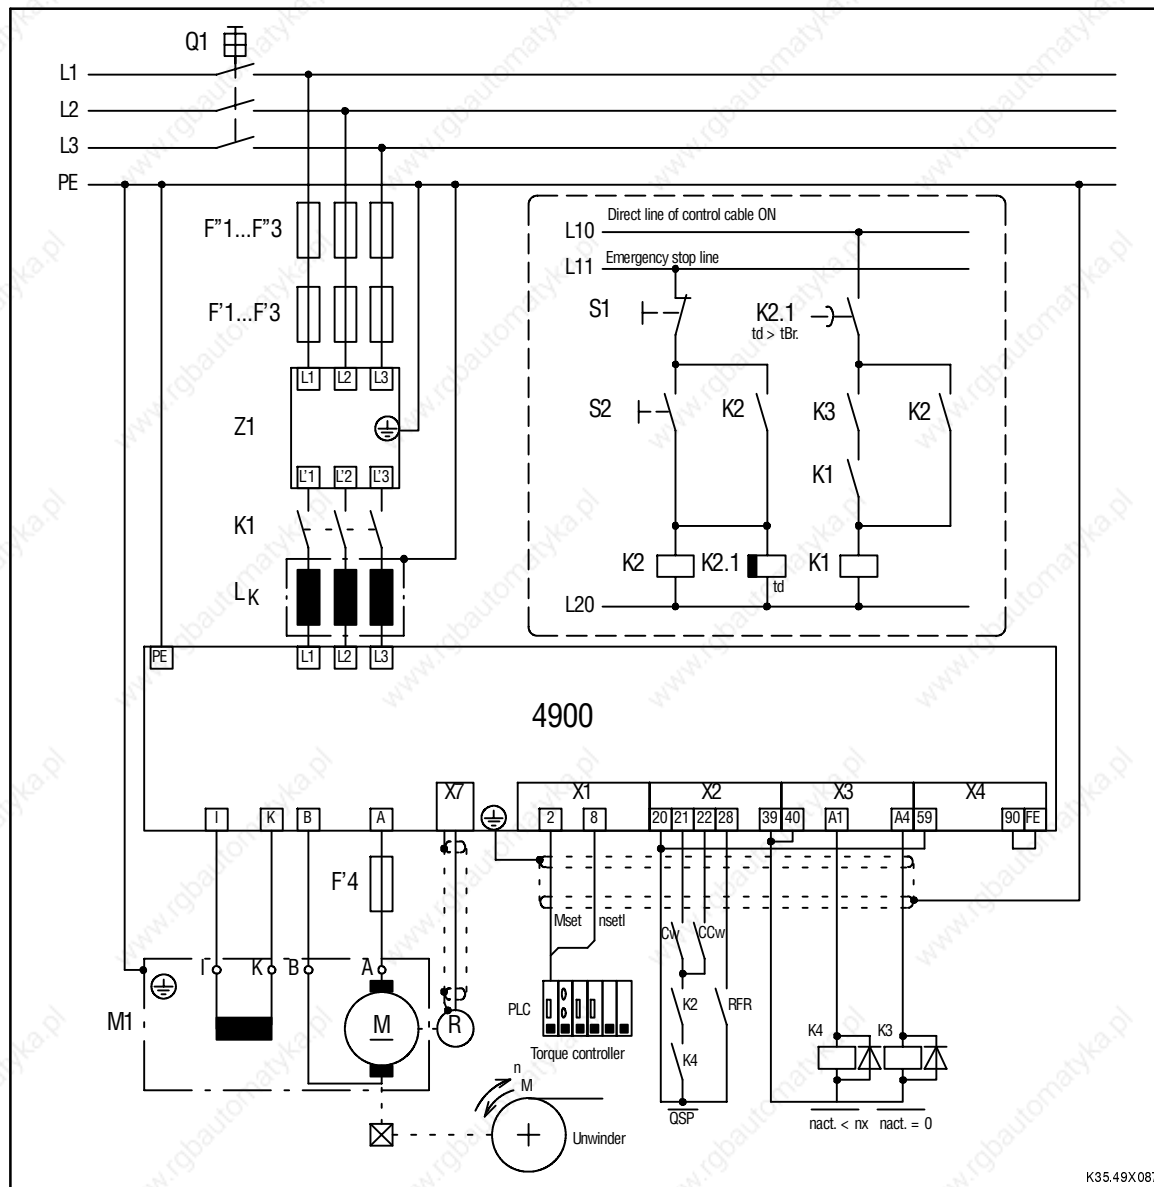 Q1
L1
L2
L3
PE
F"1...F"3
F'1...F'3
L1 L2 L3
Z1
L'1 L'2 L'3
K1
LK
Direct line of control cable ON
L10
Emergency stop line
L11
S1
K2.1
td > tBr.
S2
K2
K3
K2
K1
K2
K2.1
td
K1
L20
PE
L1 L2 L3
4900
X7
X1
X2
X3
X4
I K B A
2 8 20 21 22 28 39 40 A1 A4 59 90 FE
F'4
Mset
nsetl
Cw
CCw
I K B A
M1
M
R
PLC
Torque controller
K2
RFR
K4
QSP
K4
K3
nact. < nx
nact. = 0
n
M
Unwinder
K35.49X087
www.rgbautomatyka.pl